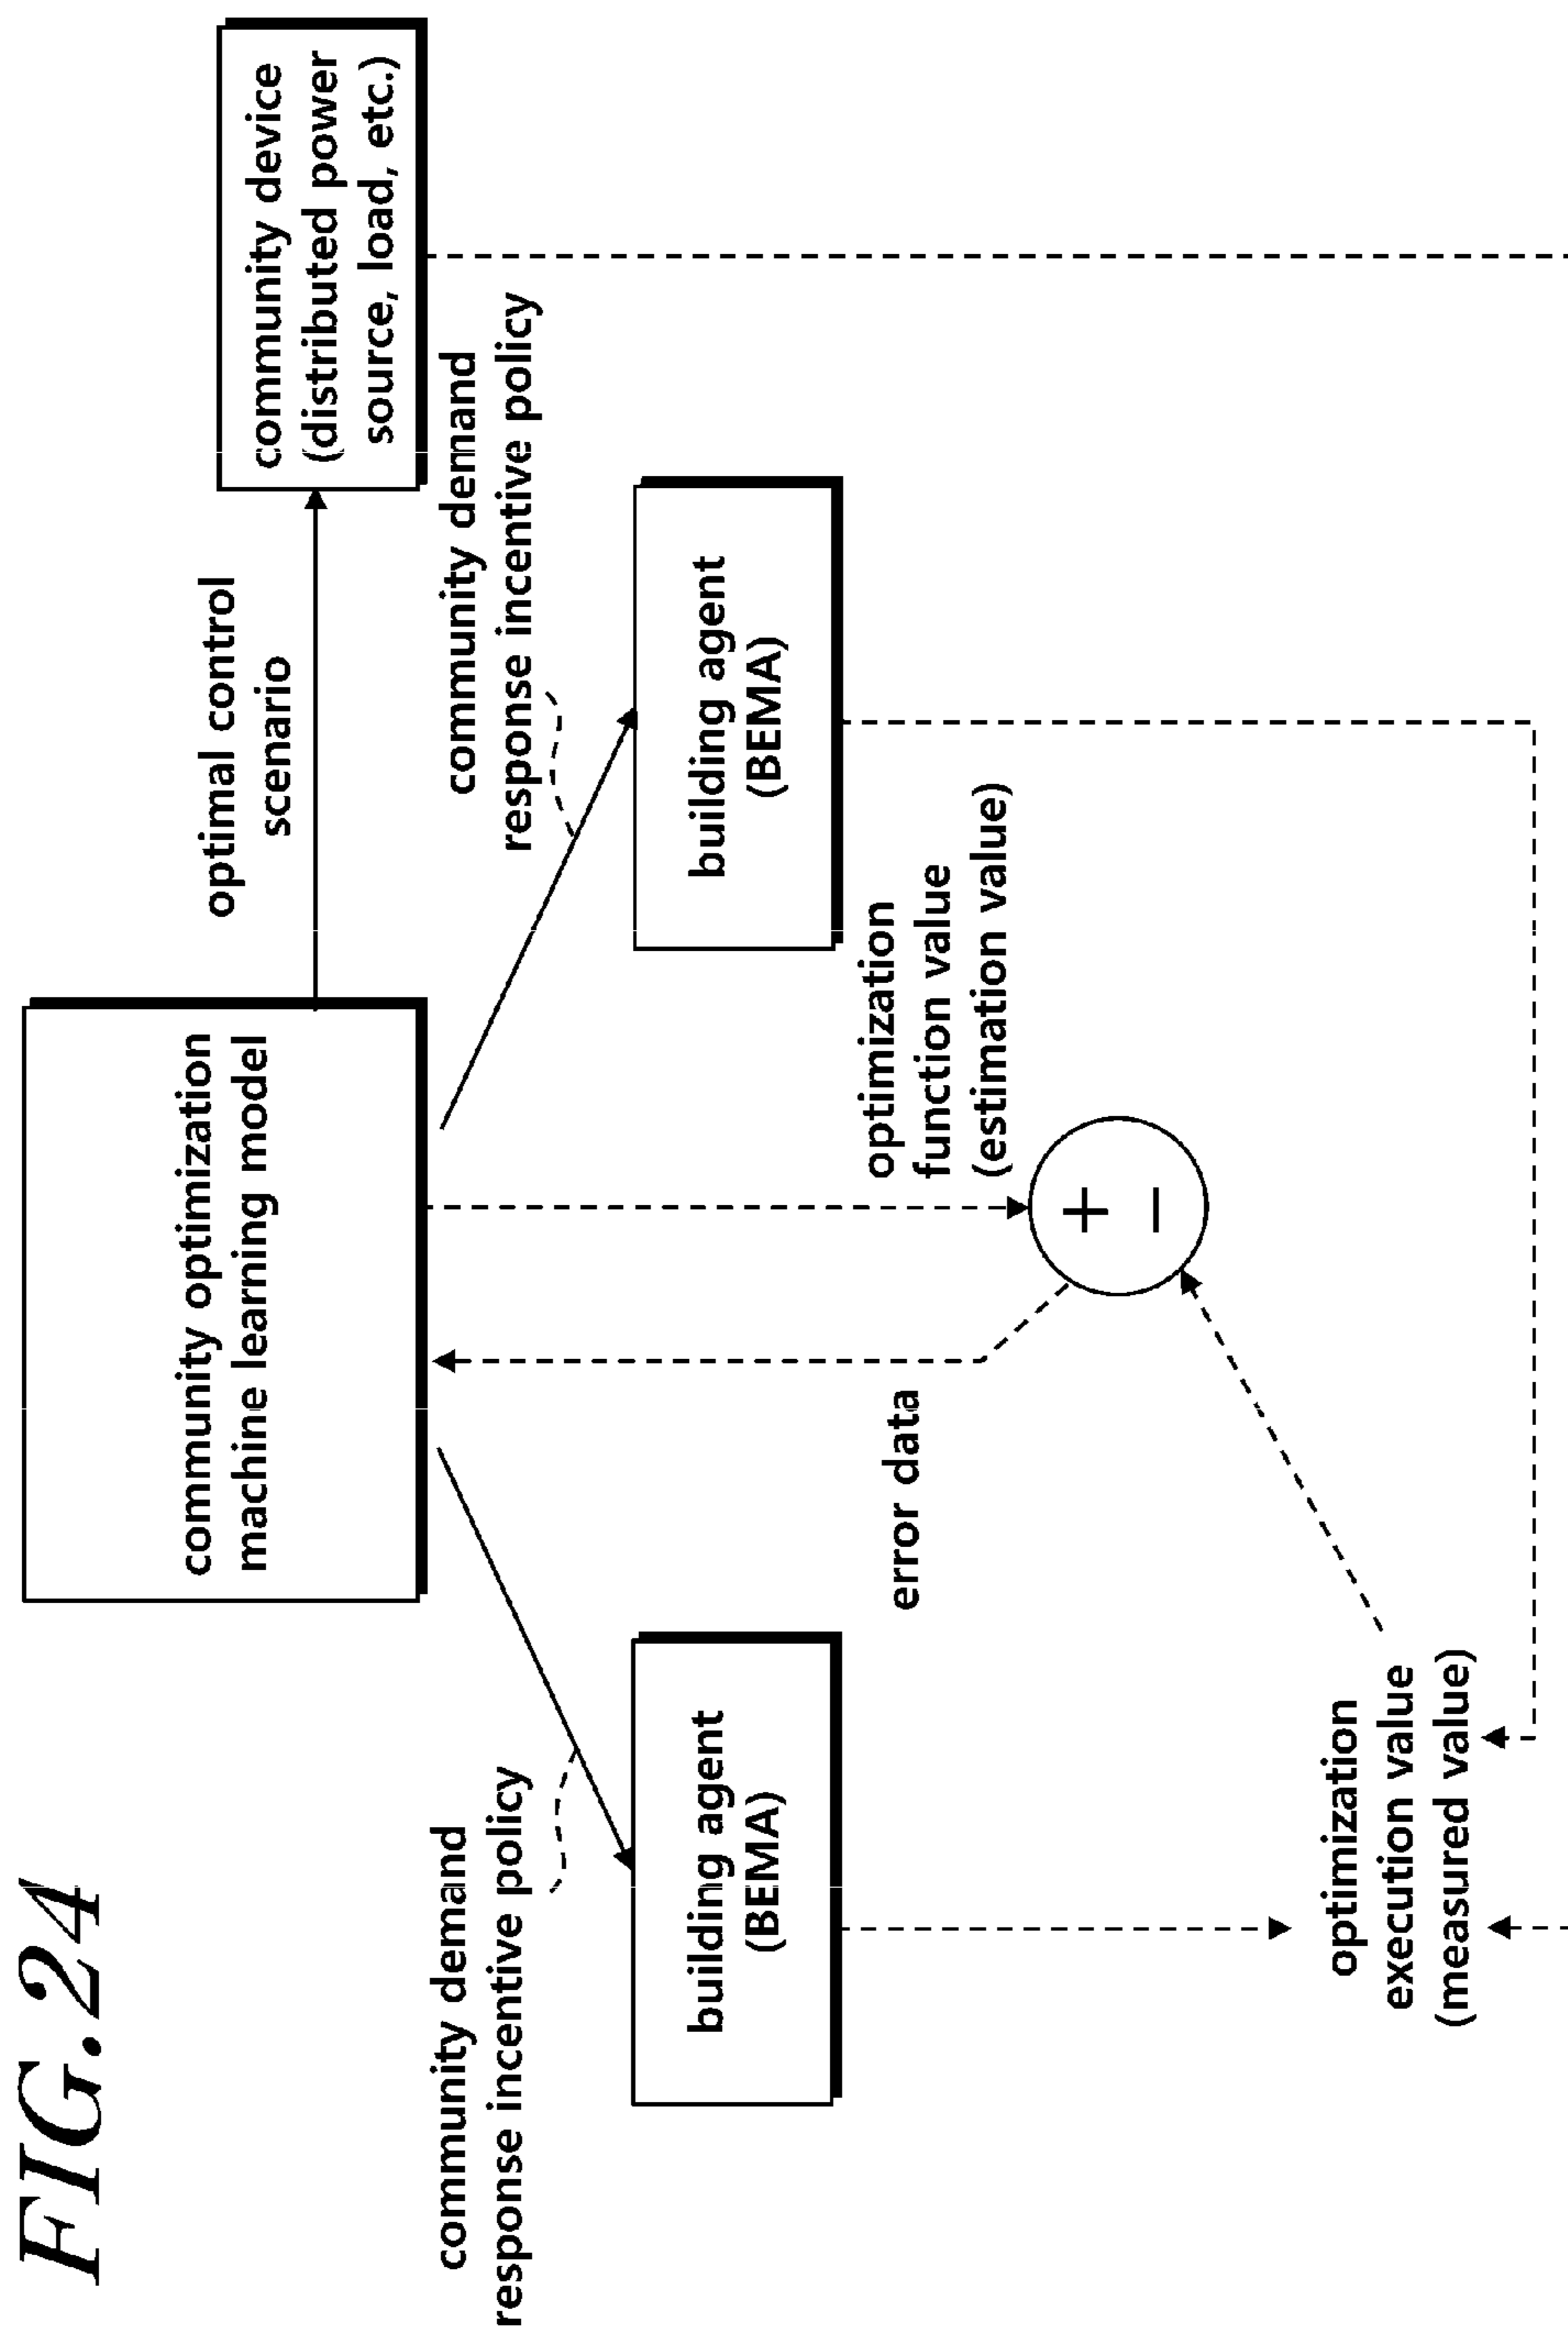 FIG.24
community optimization
machine learning model
optimal control
scenario
community device
(distributed power
source, load, etc.)
community demand
response incentive policy
community demand
response incentive policy
building agent
(BEMA)
building agent
(BEMA)
error data
optimization
function value
(estimation value)
+
−
optimization
execution value
(measured value)